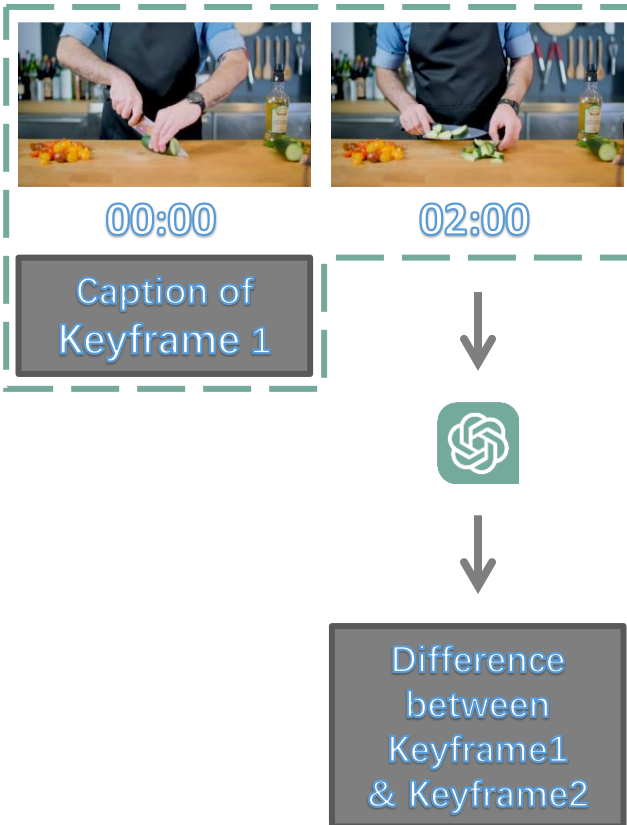 00:00
02:00
Caption of
Keyframe 1
Difference
between
Keyframe1
& Keyframe2